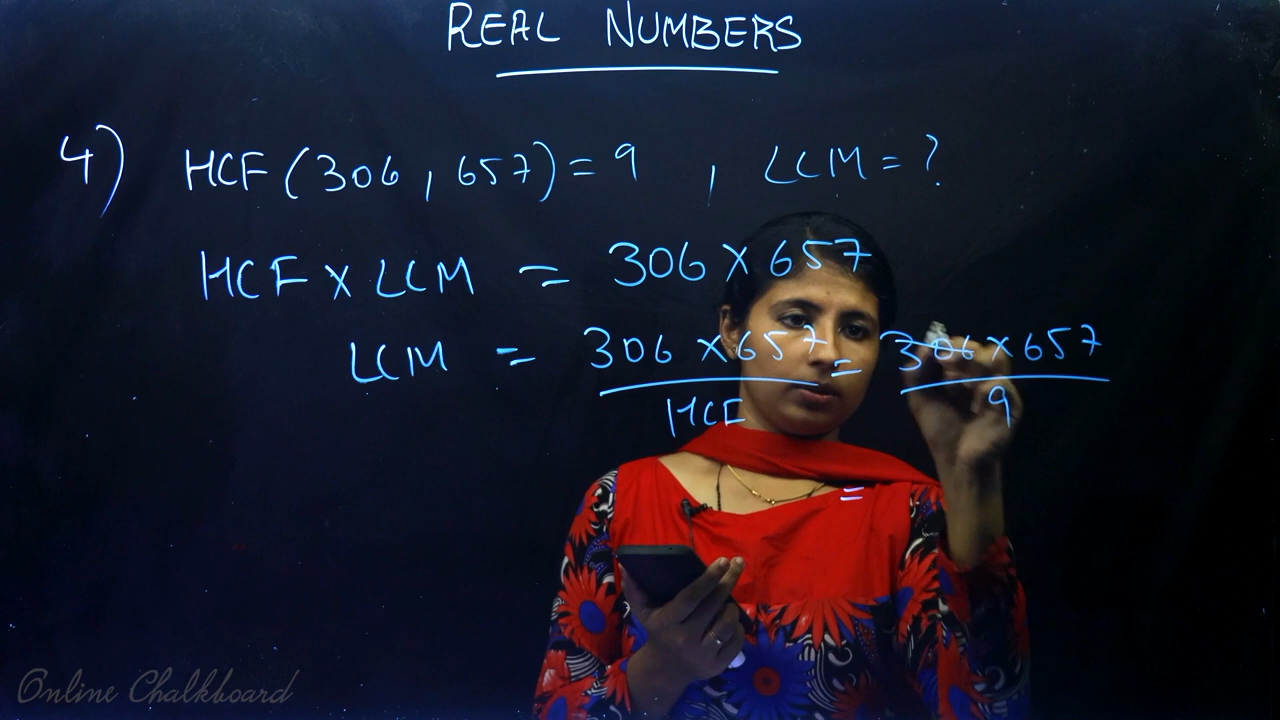 REAL NUMBERS
4) HCF (306, 657) = 9 , LCM = ?
HCF × LCM = 306 × 657
LCM = 306 × 657 = 306 × 657
HCF 9
=
Online Chalkboard